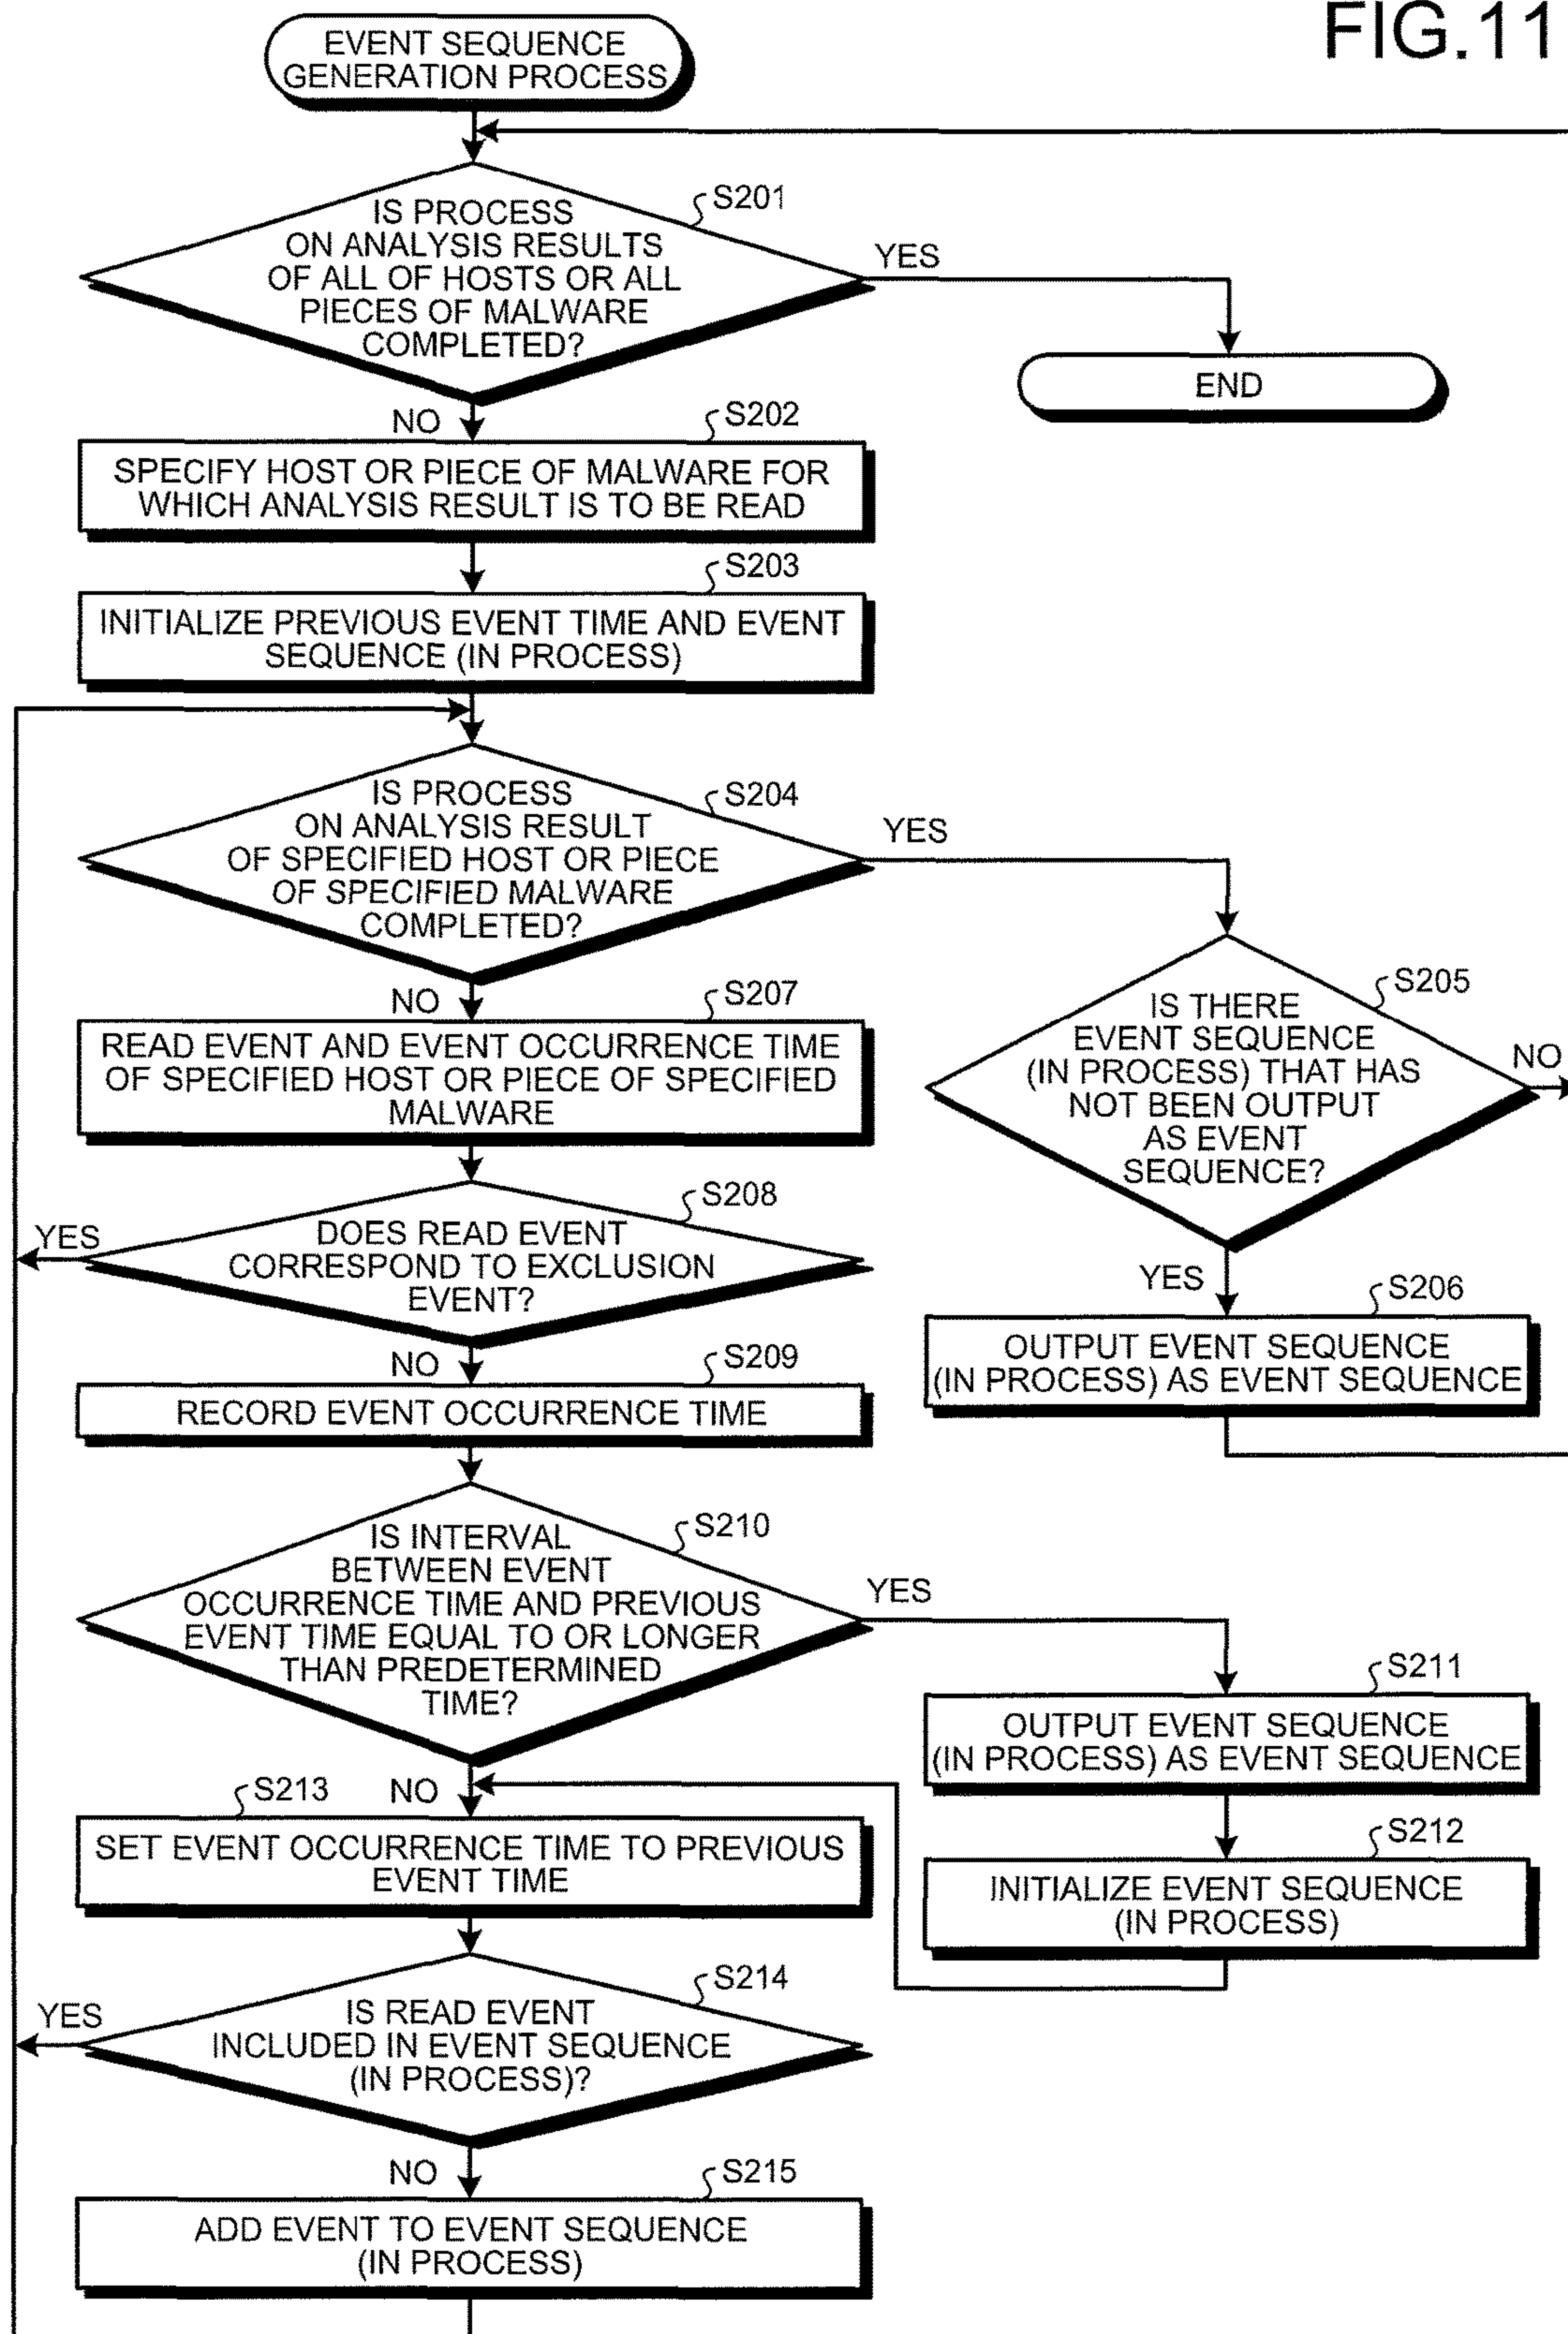 FIG.11
EVENT SEQUENCE
GENERATION PROCESS
S201
IS PROCESS
ON ANALYSIS RESULTS
OF ALL OF HOSTS OR ALL
PIECES OF MALWARE
COMPLETED?
YES
END
NO
S202
SPECIFY HOST OR PIECE OF MALWARE FOR
WHICH ANALYSIS RESULT IS TO BE READ
S203
INITIALIZE PREVIOUS EVENT TIME AND EVENT
SEQUENCE (IN PROCESS)
S204
IS PROCESS
ON ANALYSIS RESULT
OF SPECIFIED HOST OR PIECE
OF SPECIFIED MALWARE
COMPLETED?
YES
S205
IS THERE
EVENT SEQUENCE
(IN PROCESS) THAT HAS
NOT BEEN OUTPUT
AS EVENT
SEQUENCE?
NO
YES
S206
OUTPUT EVENT SEQUENCE
(IN PROCESS) AS EVENT SEQUENCE
NO
S207
READ EVENT AND EVENT OCCURRENCE TIME
OF SPECIFIED HOST OR PIECE OF SPECIFIED
MALWARE
S208
DOES READ EVENT
CORRESPOND TO EXCLUSION
EVENT?
YES
NO
S209
RECORD EVENT OCCURRENCE TIME
S210
IS INTERVAL
BETWEEN EVENT
OCCURRENCE TIME AND PREVIOUS
EVENT TIME EQUAL TO OR LONGER
THAN PREDETERMINED
TIME?
YES
S211
OUTPUT EVENT SEQUENCE
(IN PROCESS) AS EVENT SEQUENCE
S212
INITIALIZE EVENT SEQUENCE
(IN PROCESS)
NO
S213
SET EVENT OCCURRENCE TIME TO PREVIOUS
EVENT TIME
S214
IS READ EVENT
INCLUDED IN EVENT SEQUENCE
(IN PROCESS)?
YES
NO
S215
ADD EVENT TO EVENT SEQUENCE
(IN PROCESS)